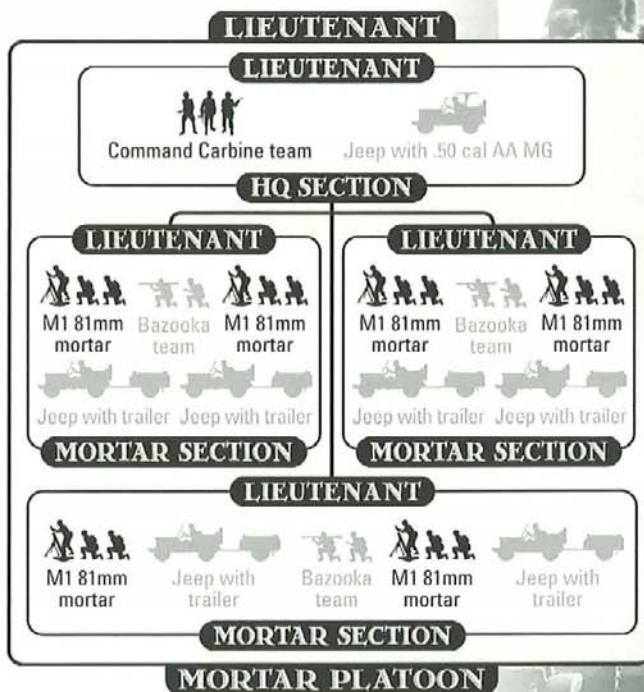 LIEUTENANT
LIEUTENANT
Command Carbine team
Jeep with .50 cal AA MG
HQ SECTION
LIEUTENANT
M1 81mm
mortar
Bazooka
team
M1 81mm
mortar
Jeep with trailer
Jeep with trailer
MORTAR SECTION
LIEUTENANT
M1 81mm
mortar
Bazooka
team
M1 81mm
mortar
Jeep with trailer
Jeep with trailer
MORTAR SECTION
LIEUTENANT
M1 81mm
mortar
Jeep with
trailer
Bazooka
team
M1 81mm
mortar
Jeep with
trailer
MORTAR SECTION
MORTAR PLATOON